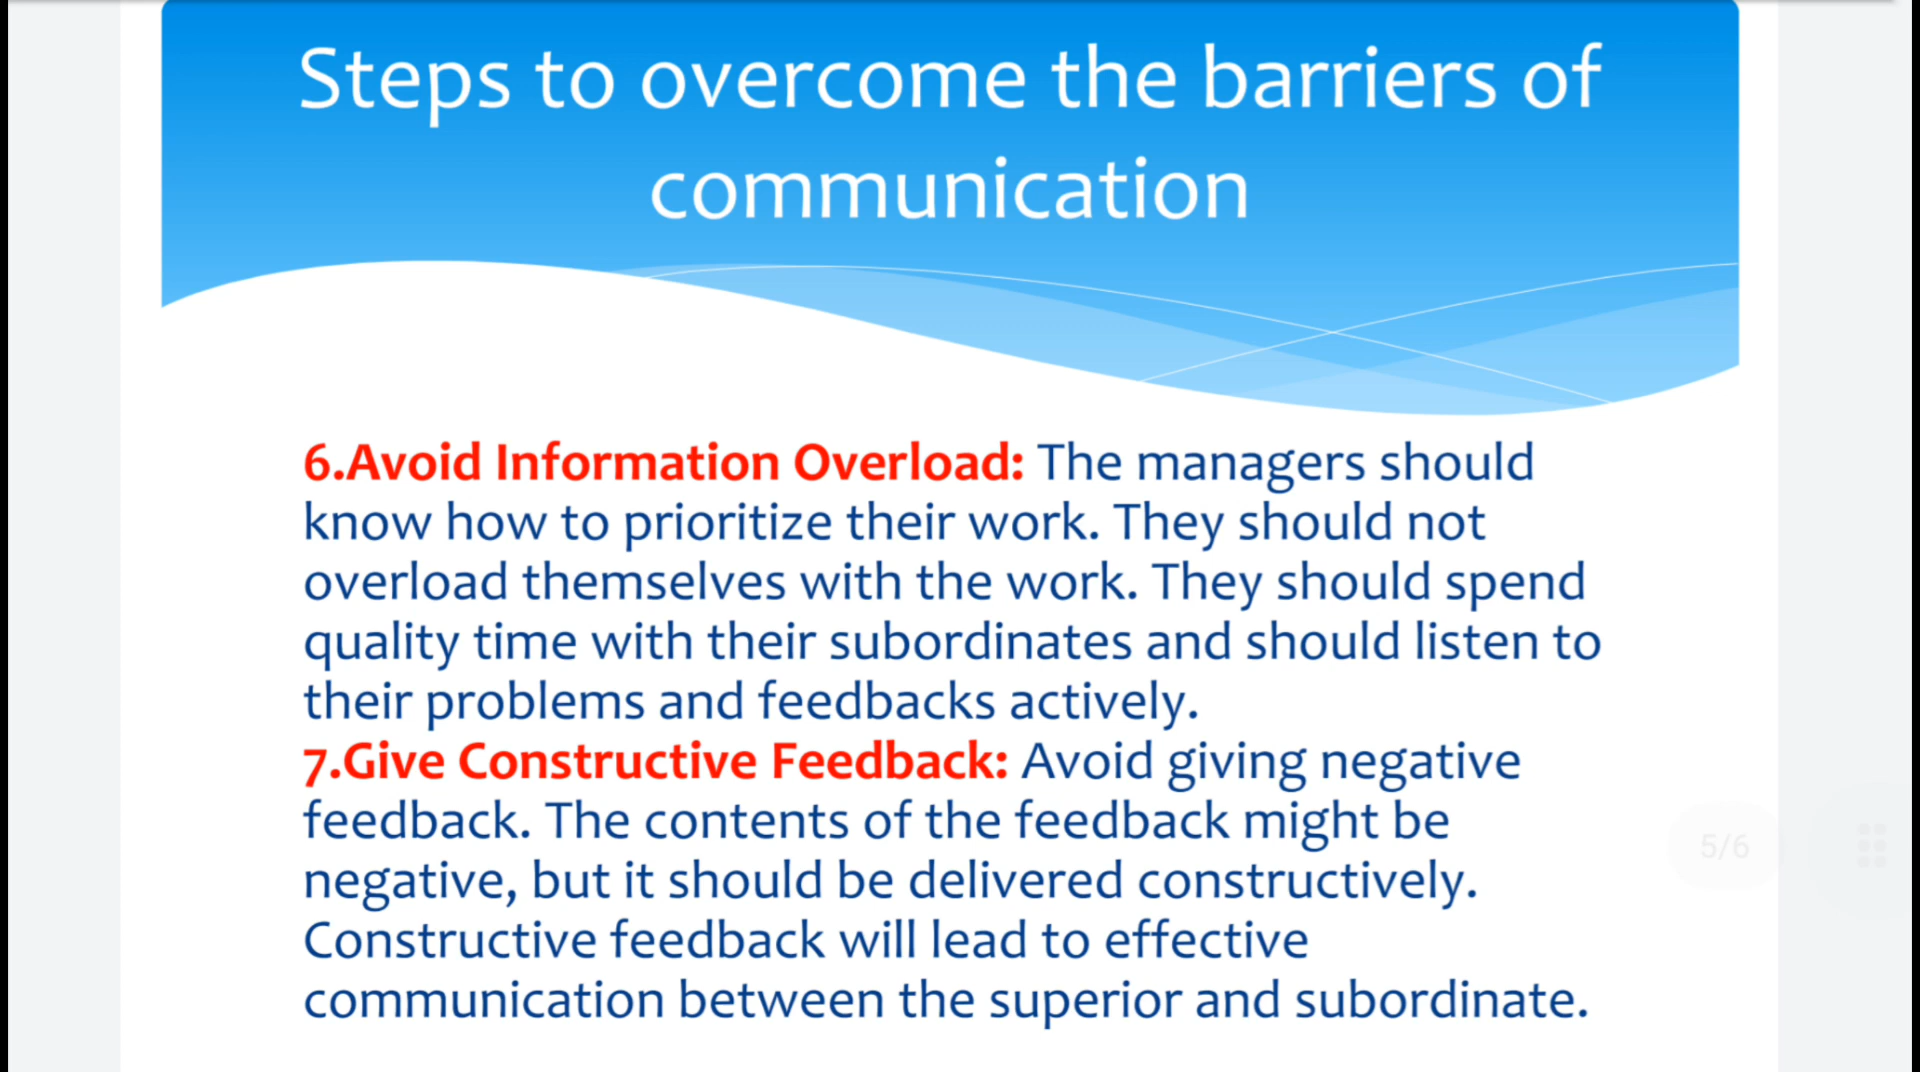 Steps to overcome the barriers of
communication
6.Avoid Information Overload: The managers should
know how to prioritize their work. They should not
overload themselves with the work. They should spend
quality time with their subordinates and should listen to
their problems and feedbacks actively.
7.Give Constructive Feedback: Avoid giving negative
feedback. The contents of the feedback might be
negative, but it should be delivered constructively.
Constructive feedback will lead to effective
communication between the superior and subordinate.
5/6